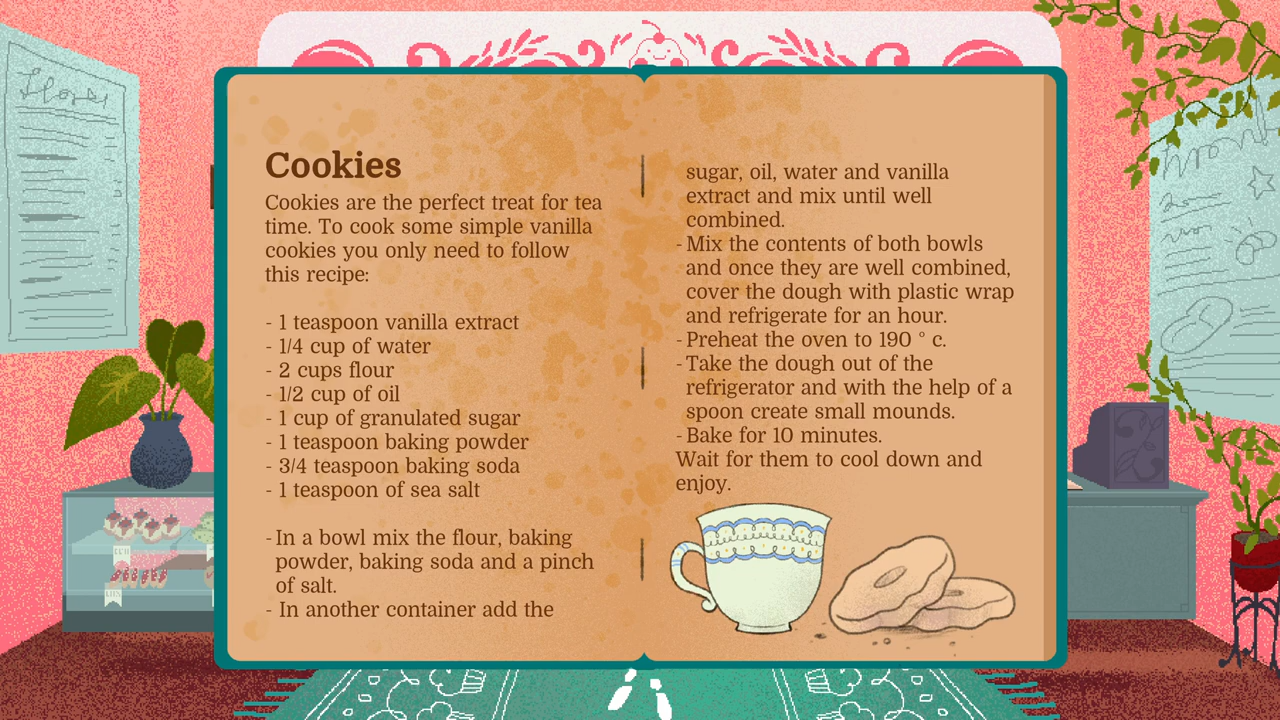 Cookies
Cookies are the perfect treat for tea
time. To cook some simple vanilla
cookies you only need to follow
this recipe:
- 1 teaspoon vanilla extract
- 1/4 cup of water
- 2 cups flour
- 1/2 cup of oil
- 1 cup of granulated sugar
- 1 teaspoon baking powder
- 3/4 teaspoon baking soda
- 1 teaspoon of sea salt
- In a bowl mix the flour, baking
powder, baking soda and a pinch
of salt.
- In another container add the
sugar, oil, water and vanilla
extract and mix until well
combined.
- Mix the contents of both bowls
and once they are well combined,
cover the dough with plastic wrap
and refrigerate for an hour.
- Preheat the oven to 190 ° c.
- Take the dough out of the
refrigerator and with the help of a
spoon create small mounds.
- Bake for 10 minutes.
Wait for them to cool down and
enjoy.